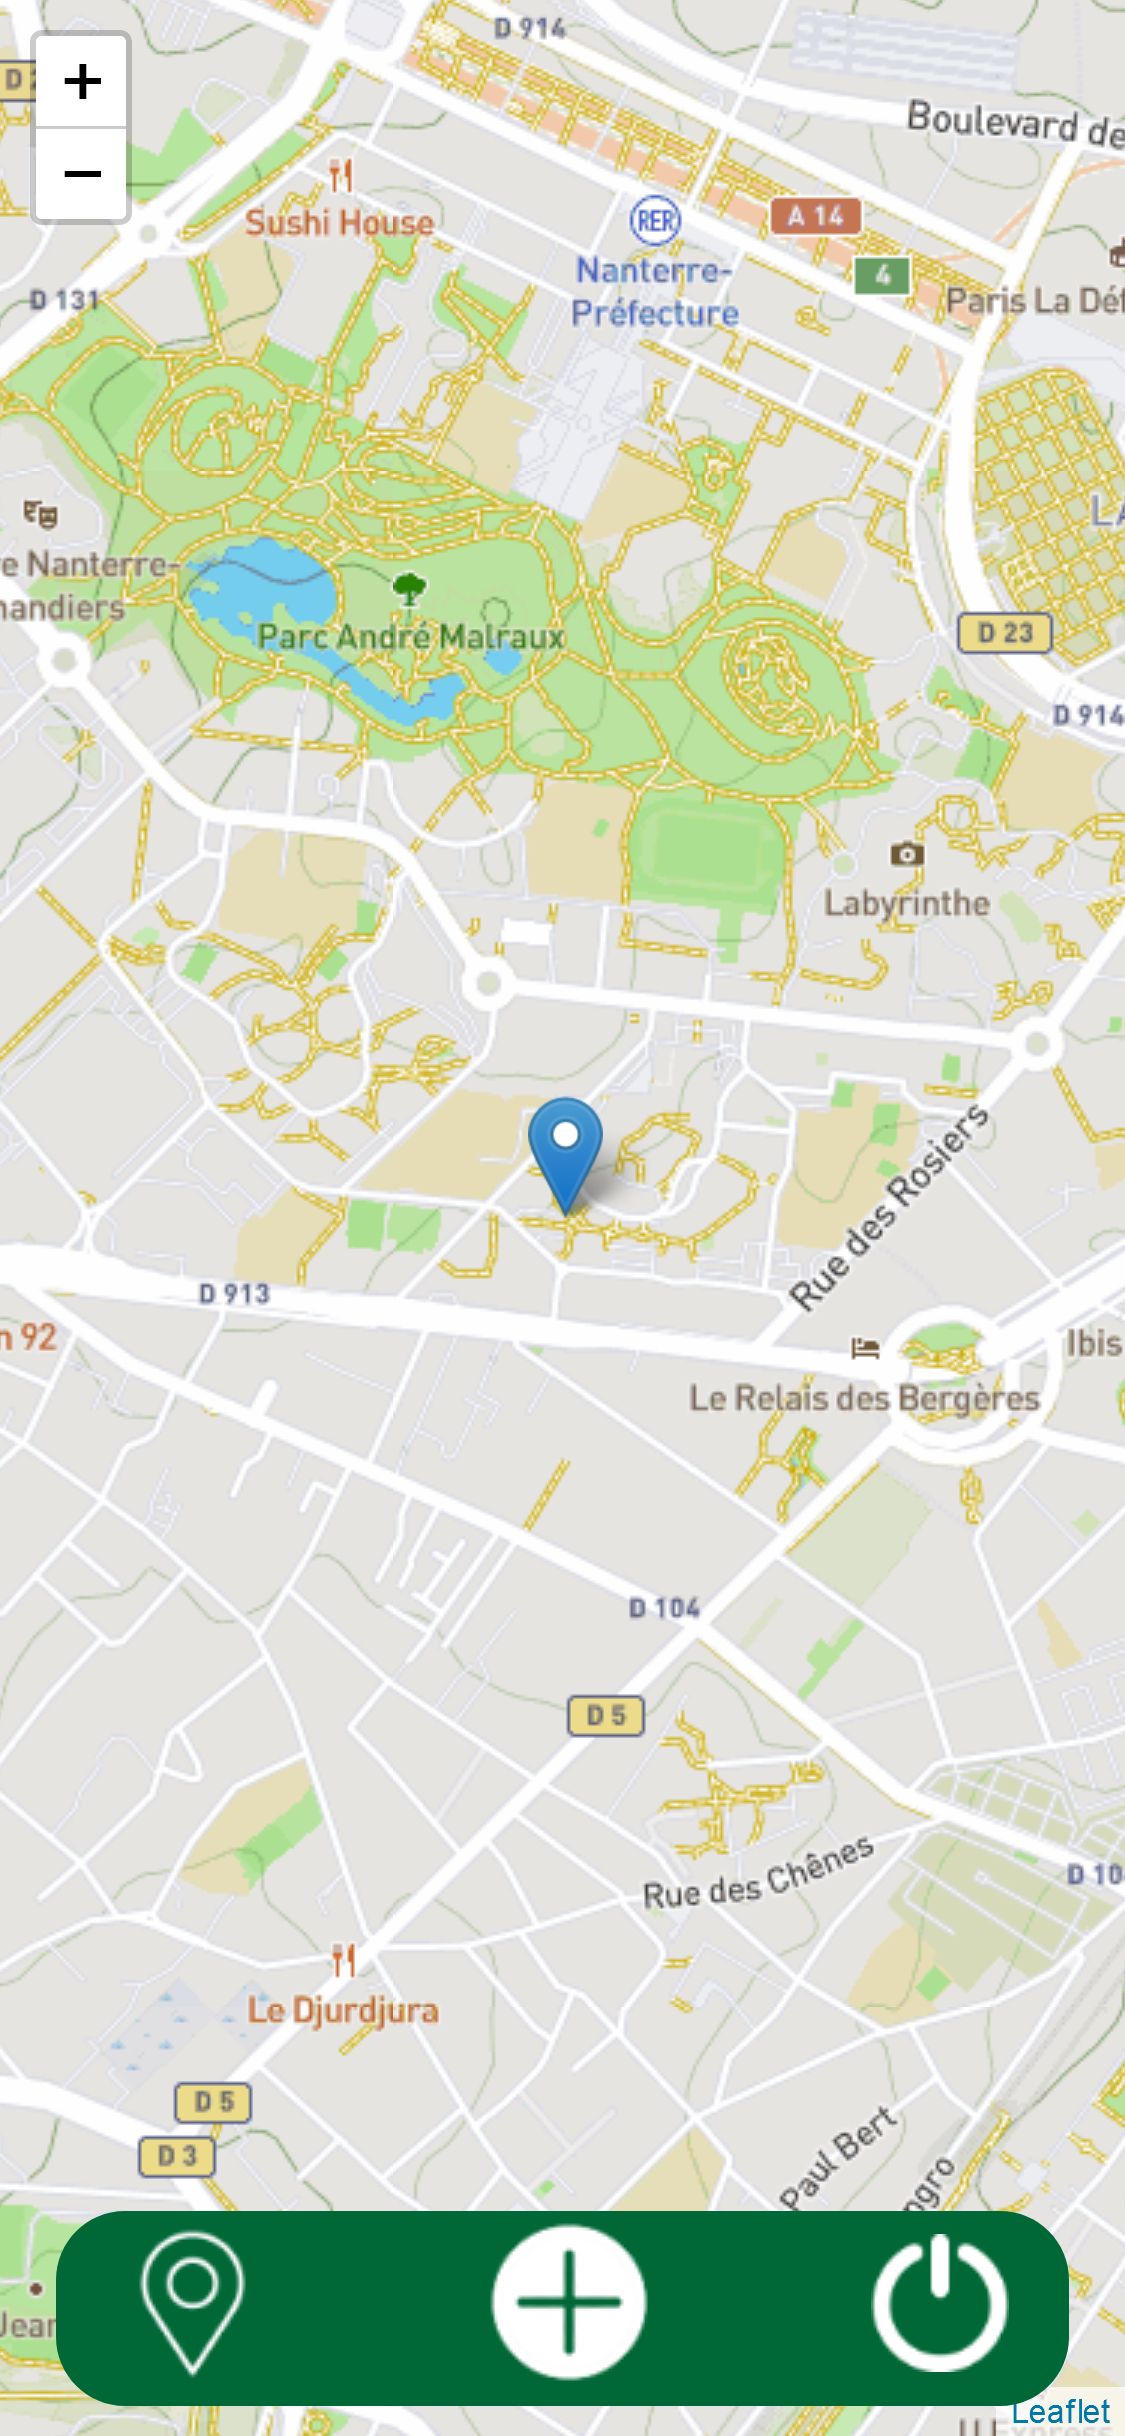 D 914
+
Boulevard de
−
Sushi House
RER
A 14
Nanterre-
Préfecture
4
Paris La Déf
D 131
LA
e Nanterre-
nandiers
Parc André Malraux
D 23
D 914
Labyrinthe
Rue des Rosiers
D 913
n 92
Ibis
Le Relais des Bergères
D 104
D 5
Rue des Chênes
D 10
Le Djurdjura
D 5
D 3
Paul Bert
ngro
Jean
Leaflet